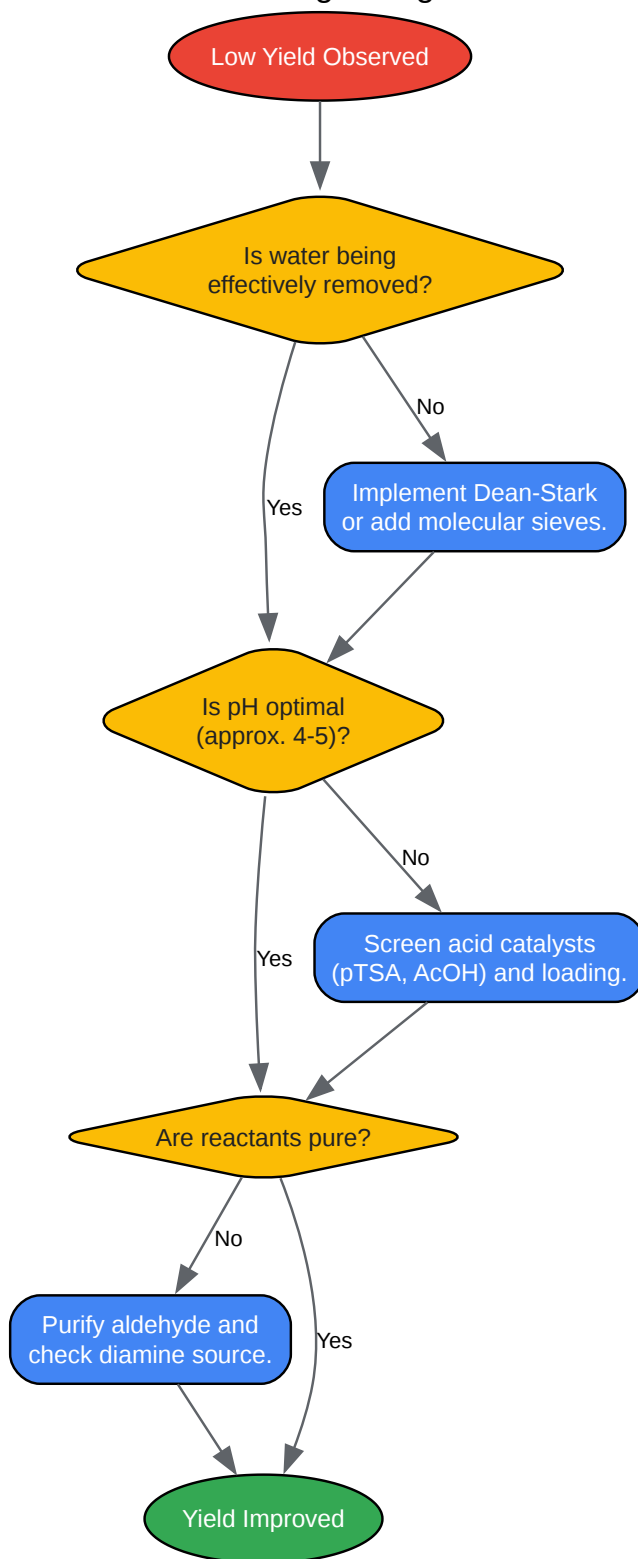 Low Yield Observed
Is water being
effectively removed?
No
Implement Dean-Stark
or add molecular sieves.
Yes
Is pH optimal
(approx. 4-5)?
No
Screen acid catalysts
(pTSA, AcOH) and loading.
Yes
Are reactants pure?
No
Purify aldehyde and
check diamine source.
Yes
Yield Improved